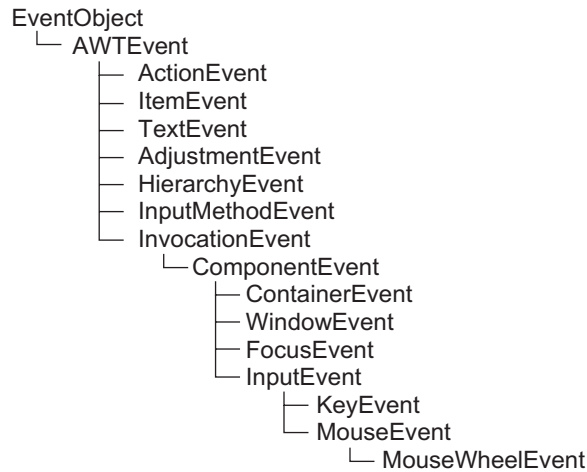 EventObject
AWTEvent
ActionEvent
ItemEvent
TextEvent
AdjustmentEvent
HierarchyEvent
InputMethodEvent
InvocationEvent
ComponentEvent
ContainerEvent
WindowEvent
FocusEvent
InputEvent
KeyEvent
MouseEvent
MouseWheelEvent